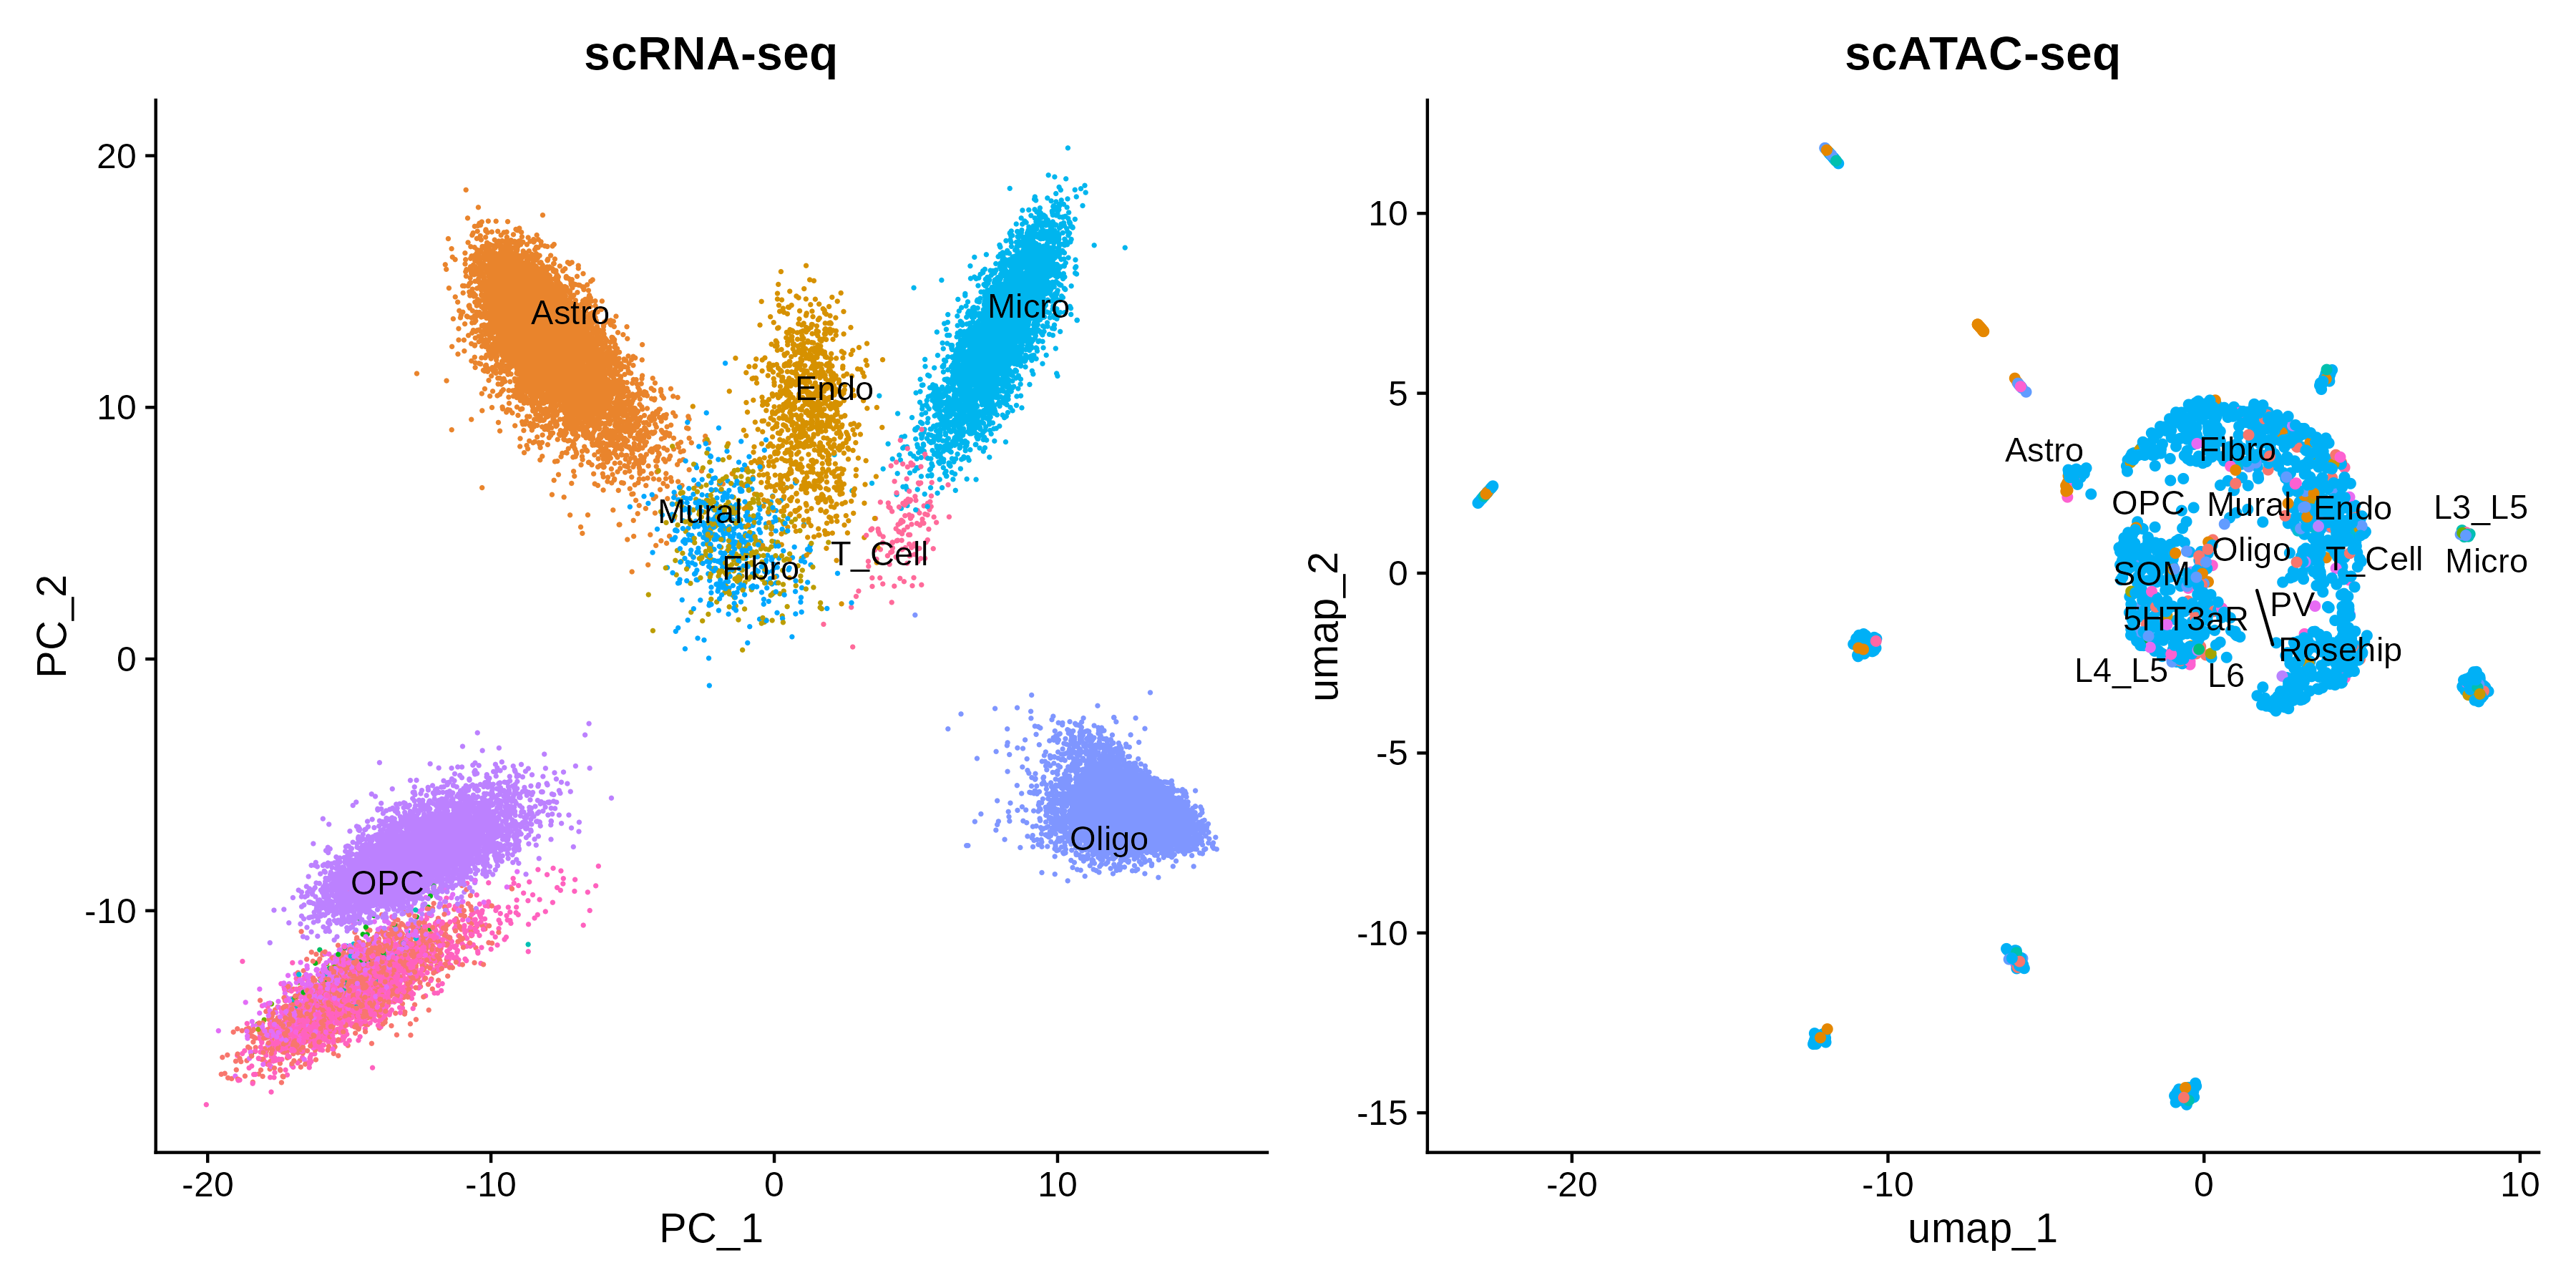 scRNA-seq
20
10
0
-10
PC_2
Astro
Micro
Endo
Mural
T_Cell
Fibro
OPC
Oligo
-20
-10
0
10
PC_1
scATAC-seq
10
5
0
-5
-10
-15
umap_2
Astro
Fibro
OPC
Mural
Endo
L3_L5
Oligo
T_Cell
Micro
SOM
PV
5HT3aR
Rosehip
L4_L5
L6
-20
-10
0
10
umap_1